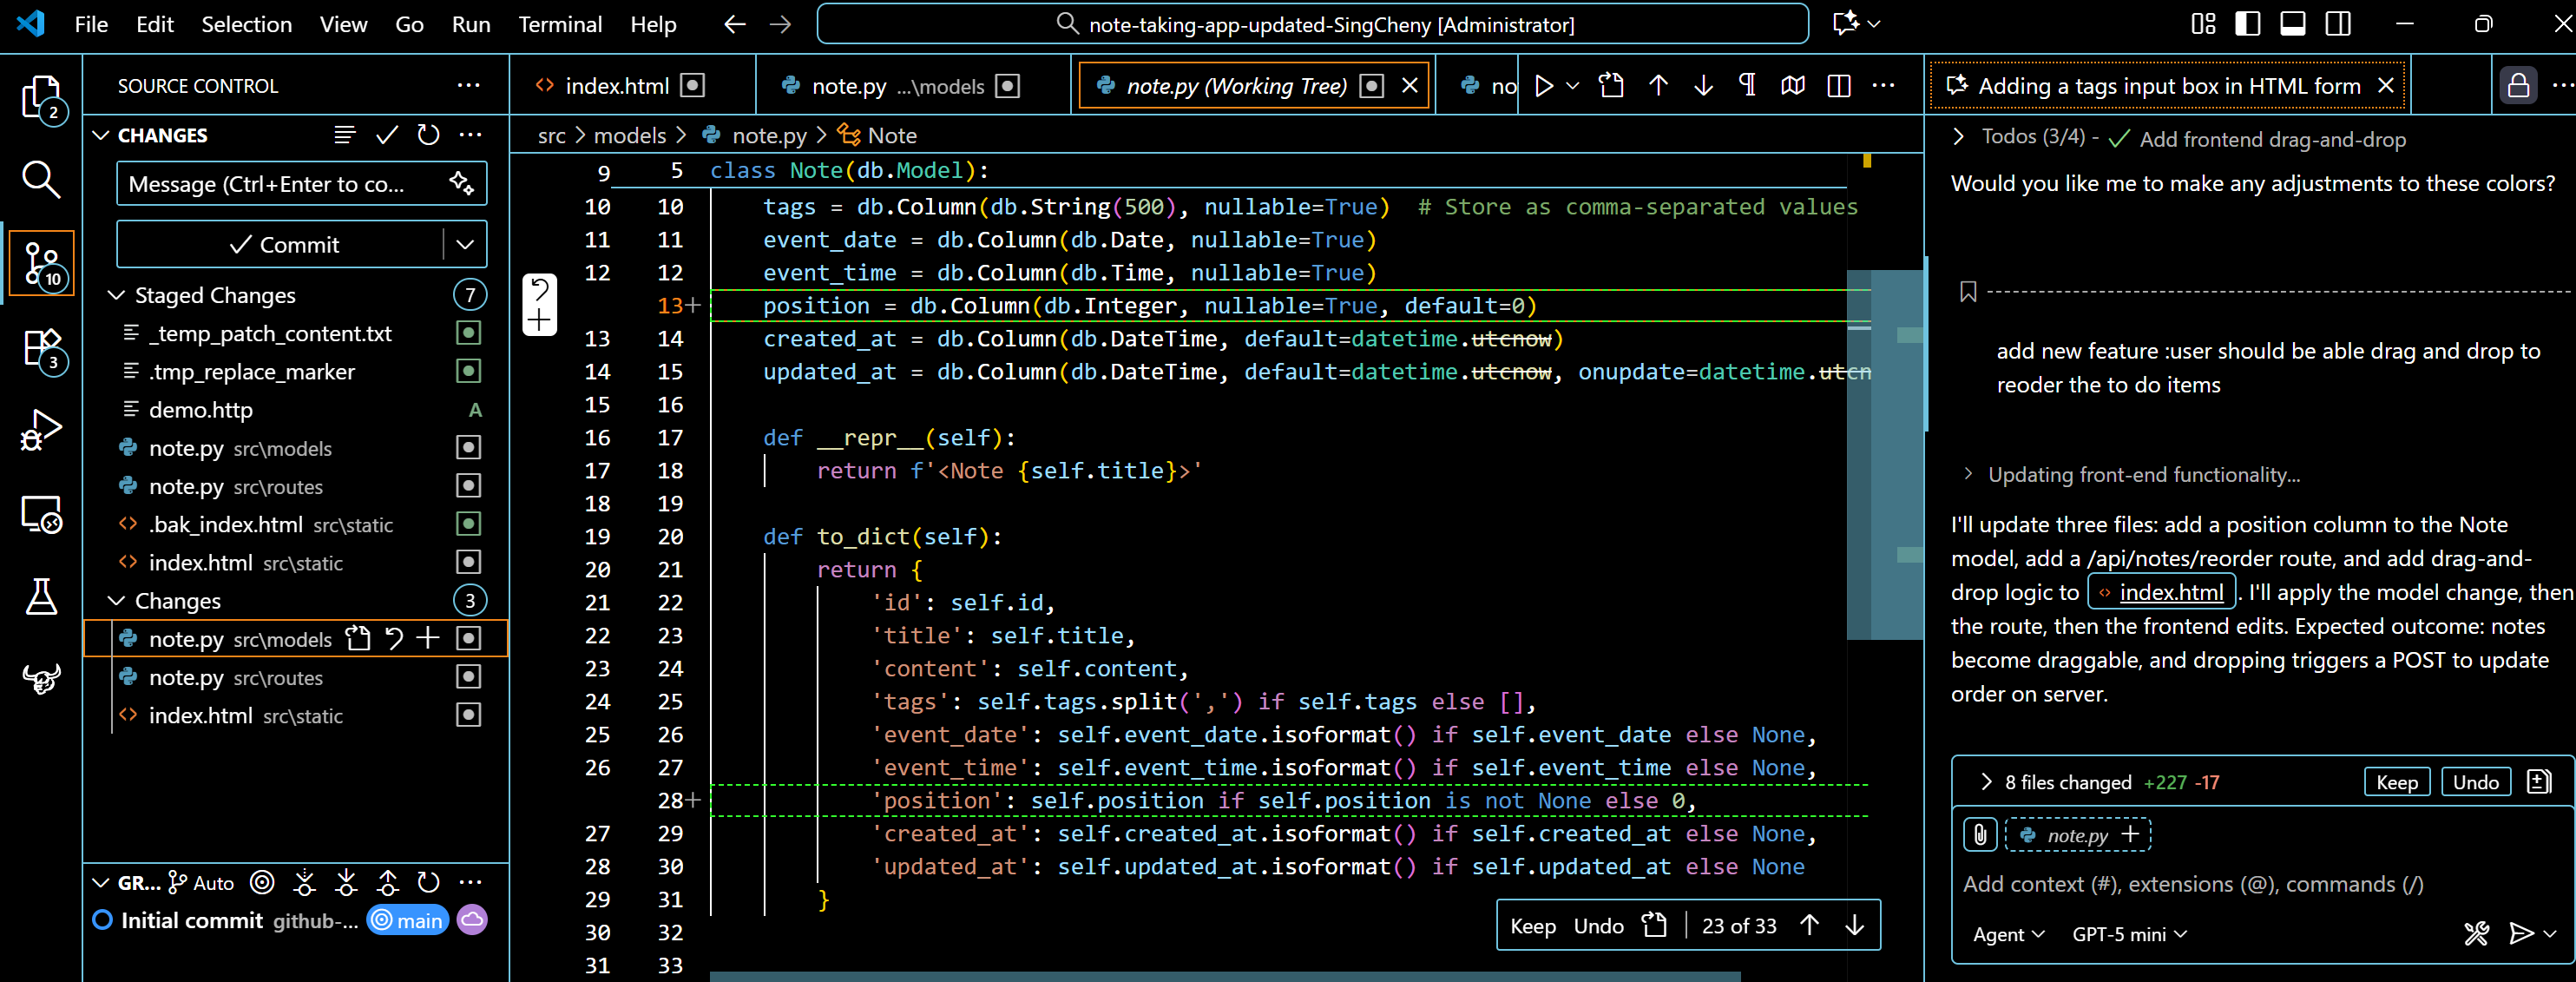 File Edit Selection View Go Run Terminal Help
note-taking-app-updated-SingCheny [Administrator]
2
10
3
SOURCE CONTROL
CHANGES
Message (Ctrl+Enter to co...
Commit
Staged Changes 7
_temp_patch_content.txt
.tmp_replace_marker
demo.http A
note.py src\models
note.py src\routes
.bak_index.html src\static
index.html src\static
Changes 3
note.py src\models
note.py src\routes
index.html src\static
GR... Auto
Initial commit github-... main
index.html
note.py ...\models
note.py (Working Tree)
no
src > models > note.py > Note
9 5 class Note(db.Model):
10 10 tags = db.Column(db.String(500), nullable=True) # Store as comma-separated values
11 11 event_date = db.Column(db.Date, nullable=True)
12 12 event_time = db.Column(db.Time, nullable=True)
13+ position = db.Column(db.Integer, nullable=True, default=0)
13 14 created_at = db.Column(db.DateTime, default=datetime.utcnow)
14 15 updated_at = db.Column(db.DateTime, default=datetime.utcnow, onupdate=datetime.utcn
15 16
16 17 def __repr__(self):
17 18 return f'<Note {self.title}>'
18 19
19 20 def to_dict(self):
20 21 return {
21 22 'id': self.id,
22 23 'title': self.title,
23 24 'content': self.content,
24 25 'tags': self.tags.split(',') if self.tags else [],
25 26 'event_date': self.event_date.isoformat() if self.event_date else None,
26 27 'event_time': self.event_time.isoformat() if self.event_time else None,
28+ 'position': self.position if self.position is not None else 0,
27 29 'created_at': self.created_at.isoformat() if self.created_at else None,
28 30 'updated_at': self.updated_at.isoformat() if self.updated_at else None
29 31 }
30 32
31 33
Keep Undo 23 of 33
Adding a tags input box in HTML form
Todos (3/4) - Add frontend drag-and-drop
Would you like me to make any adjustments to these colors?
add new feature :user should be able drag and drop to
reoder the to do items
Updating front-end functionality...
I'll update three files: add a position column to the Note
model, add a /api/notes/reorder route, and add drag-and-
drop logic to index.html. I'll apply the model change, then
the route, then the frontend edits. Expected outcome: notes
become draggable, and dropping triggers a POST to update
order on server.
8 files changed +227 -17 Keep Undo
note.py
Add context (#), extensions (@), commands (/)
Agent GPT-5 mini